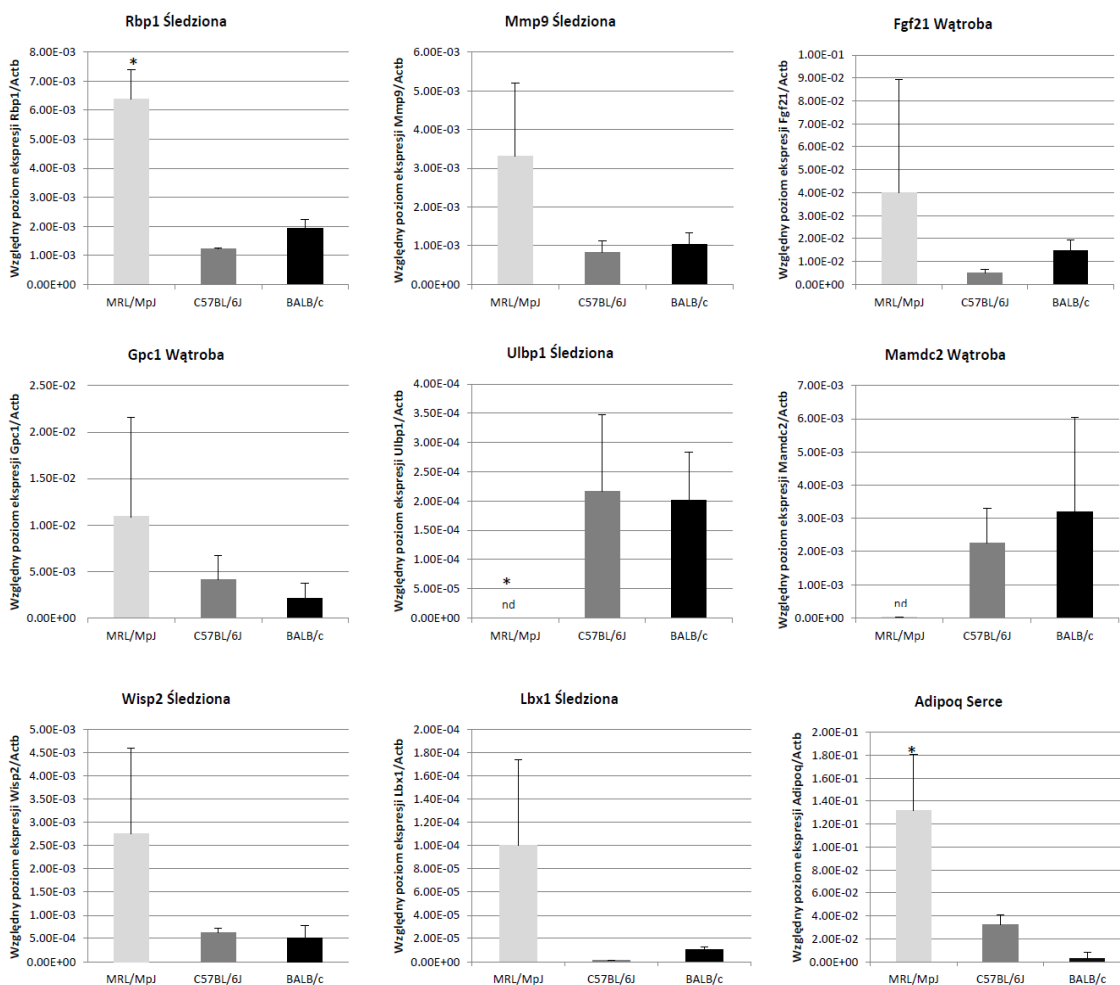 Rbp1 Śledziona
Względny poziom ekspresji Rbp1/Actb
8.00E-03
7.00E-03
6.00E-03
5.00E-03
4.00E-03
3.00E-03
2.00E-03
1.00E-03
0.00E+00
*
MRL/MpJ C57BL/6J BALB/c
Mmp9 Śledziona
Względny poziom ekspresji Mmp9/Actb
6.00E-03
5.00E-03
4.00E-03
3.00E-03
2.00E-03
1.00E-03
0.00E+00
MRL/MpJ C57BL/6J BALB/c
Fgf21 Wątroba
Względny poziom ekspresji Fgf21/Actb
1.00E-01
9.00E-02
8.00E-02
7.00E-02
6.00E-02
5.00E-02
4.00E-02
3.00E-02
2.00E-02
1.00E-02
0.00E+00
MRL/MpJ C57BL/6J BALB/c
Gpc1 Wątroba
Względny poziom ekspresji Gpc1/Actb
2.50E-02
2.00E-02
1.50E-02
1.00E-02
5.00E-03
0.00E+00
MRL/MpJ C57BL/6J BALB/c
Ulbp1 Śledziona
Względny poziom ekspresji Ulbp1/Actb
4.00E-04
3.50E-04
3.00E-04
2.50E-04
2.00E-04
1.50E-04
1.00E-04
5.00E-05
0.00E+00
*
nd
MRL/MpJ C57BL/6J BALB/c
Mamdc2 Wątroba
Względny poziom ekspresji Mamdc2/Actb
7.00E-03
6.00E-03
5.00E-03
4.00E-03
3.00E-03
2.00E-03
1.00E-03
0.00E+00
nd
MRL/MpJ C57BL/6J BALB/c
Wisp2 Śledziona
Względny poziom ekspresji Wisp2/Actb
5.00E-03
4.50E-03
4.00E-03
3.50E-03
3.00E-03
2.50E-03
2.00E-03
1.50E-03
1.00E-03
5.00E-04
0.00E+00
MRL/MpJ C57BL/6J BALB/c
Lbx1 Śledziona
Względny poziom ekspresji Lbx1/Actb
2.00E-04
1.80E-04
1.60E-04
1.40E-04
1.20E-04
1.00E-04
8.00E-05
6.00E-05
4.00E-05
2.00E-05
0.00E+00
MRL/MpJ C57BL/6J BALB/c
Adipoq Serce
Względny poziom ekspresji Adipoq/Actb
2.00E-01
1.80E-01
1.60E-01
1.40E-01
1.20E-01
1.00E-01
8.00E-02
6.00E-02
4.00E-02
2.00E-02
0.00E+00
*
MRL/MpJ C57BL/6J BALB/c